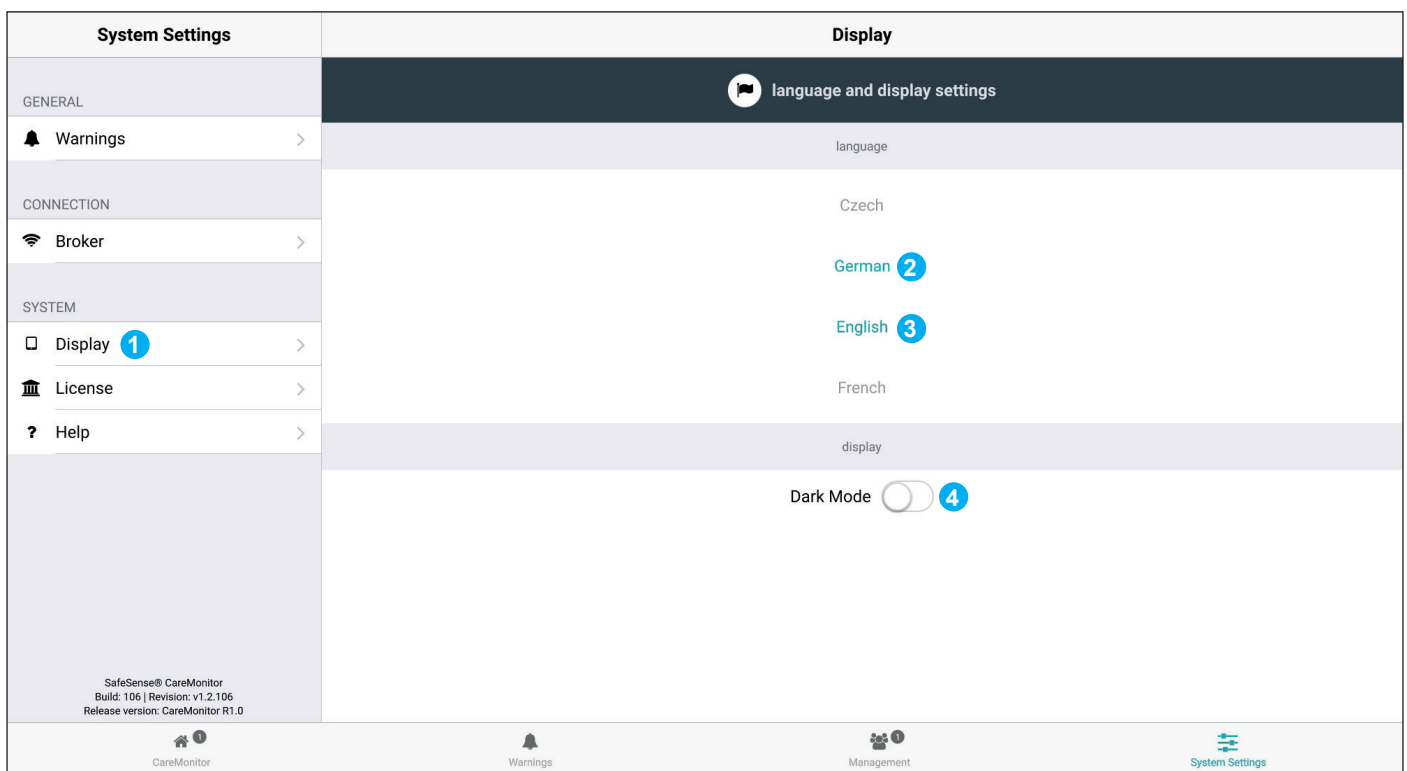 System Settings
Display
GENERAL
Warnings
CONNECTION
Broker
SYSTEM
Display 1
License
? Help
SafeSense® CareMonitor
Build: 106 | Revision: v1.2.106
Release version: CareMonitor R1.0
language and display settings
language
Czech
German 2
English 3
French
display
Dark Mode 4
1
CareMonitor
Warnings
1
Management
System Settings